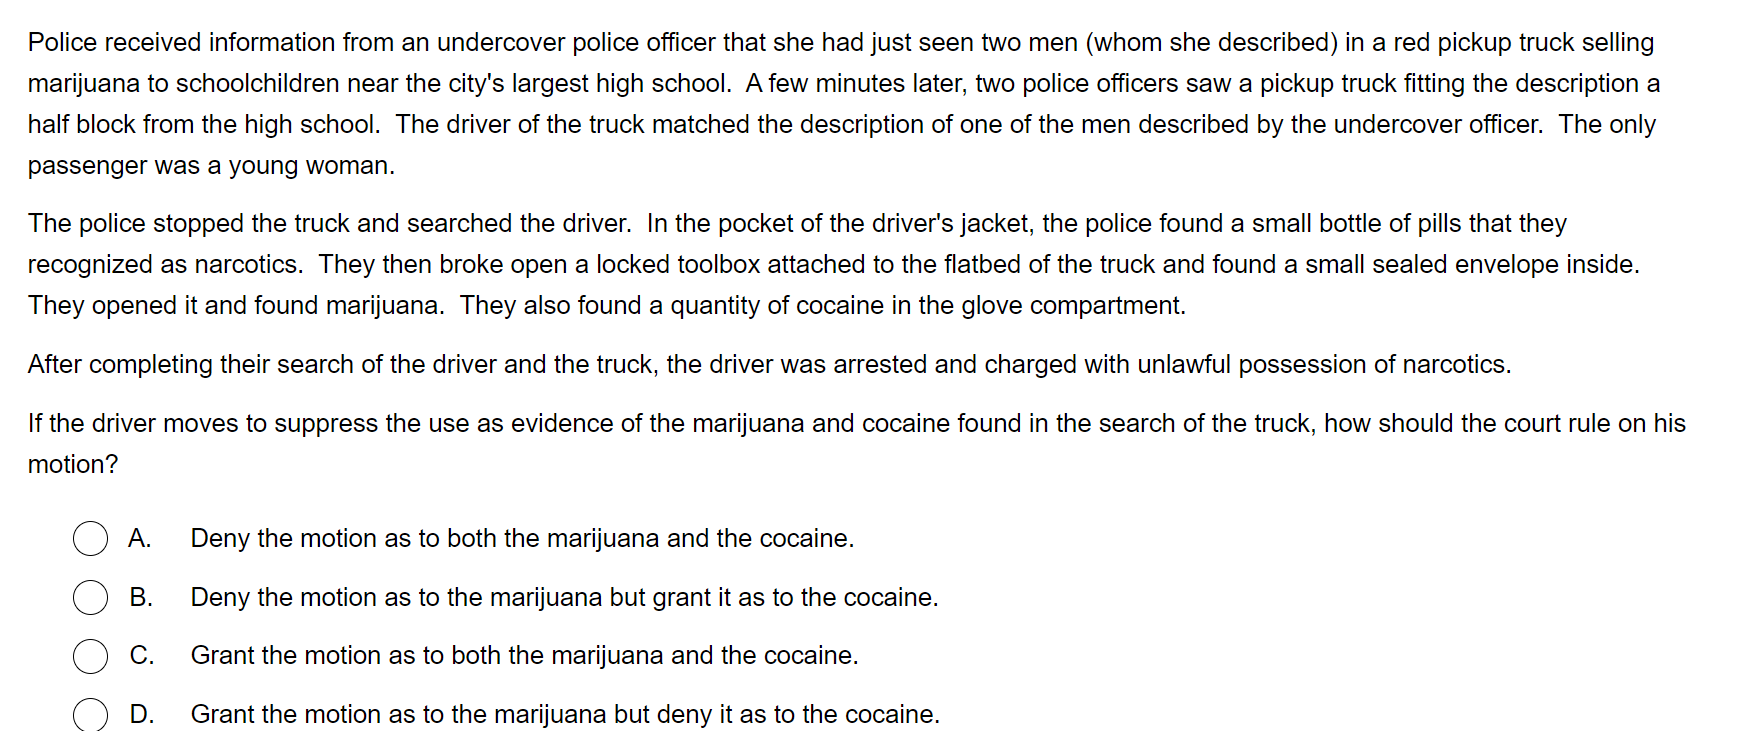 Police received information from an undercover police officer that she had just seen two men (whom she described) in a red pickup truck selling
marijuana to schoolchildren near the city's largest high school.  A few minutes later, two police officers saw a pickup truck fitting the description a
half block from the high school.  The driver of the truck matched the description of one of the men described by the undercover officer.  The only
passenger was a young woman.
The police stopped the truck and searched the driver.  In the pocket of the driver's jacket, the police found a small bottle of pills that they
recognized as narcotics.  They then broke open a locked toolbox attached to the flatbed of the truck and found a small sealed envelope inside.
They opened it and found marijuana.  They also found a quantity of cocaine in the glove compartment.
After completing their search of the driver and the truck, the driver was arrested and charged with unlawful possession of narcotics.
If the driver moves to suppress the use as evidence of the marijuana and cocaine found in the search of the truck, how should the court rule on his
motion?
A. Deny the motion as to both the marijuana and the cocaine.
B. Deny the motion as to the marijuana but grant it as to the cocaine.
C. Grant the motion as to both the marijuana and the cocaine.
D. Grant the motion as to the marijuana but deny it as to the cocaine.